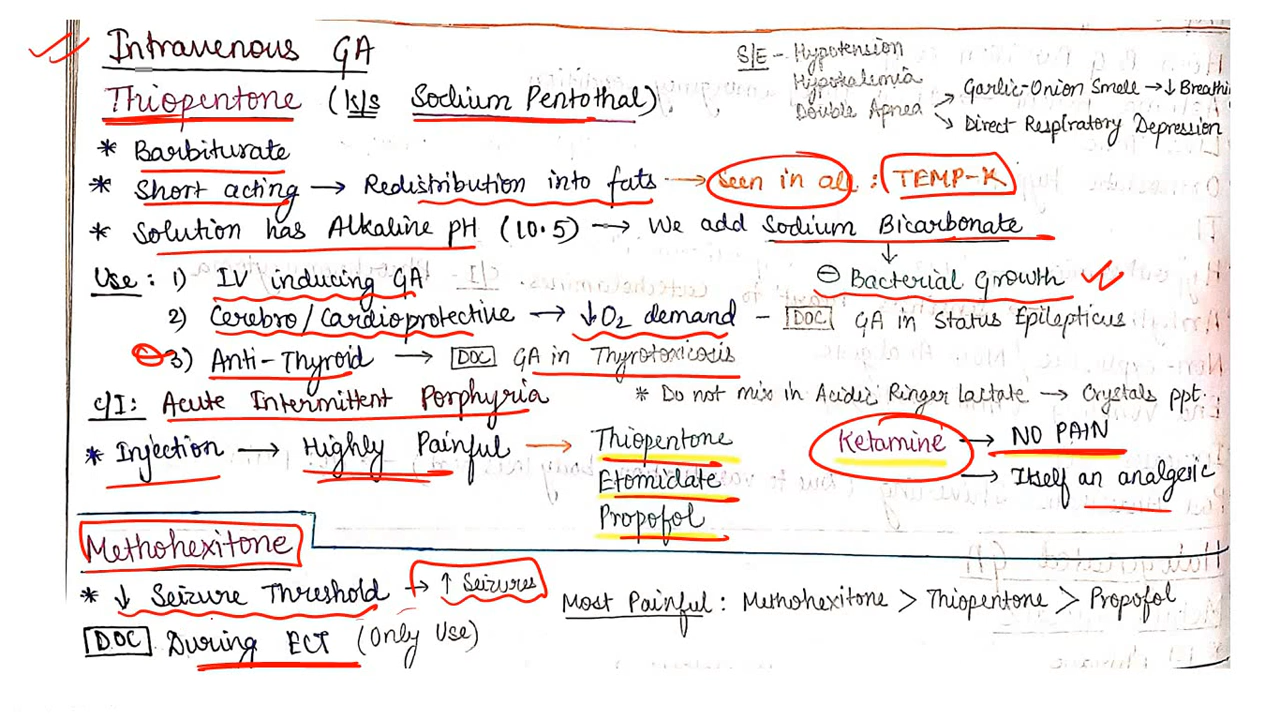 Intravenous GA
Thiopentone (k/s Sodium Pentothal)
S/E - Hypotension
Hypokalemia
Double Apnea → Garlic-Onion Smell → ↓ Breathi
→ Direct Respiratory Depression
* Barbiturate
* Short acting → Redistribution into fats → Seen in all : TEMP-K
* Solution has Alkaline pH (10.5) → We add Sodium Bicarbonate
↓
⊖ Bacterial Growth
Use : 1) IV inducing GA
2) Cerebro/Cardioprotective → ↓O2 demand - DOC GA in Status Epilepticus
3) Anti-Thyroid → DOC GA in Thyrotoxicosis
C/I: Acute Intermittent Porphyria
* Do not mix in Acidic Ringer lactate → Crystals ppt.
* Injection → Highly Painful → Thiopentone
Etomidate
Propofol
Ketamine → NO PAIN
→ Itself an analgesic
Methohexitone
* ↓ Seizure Threshold → ↑ Seizures
Most Painful : Methohexitone > Thiopentone > Propofol
DOC During ECT (Only Use)